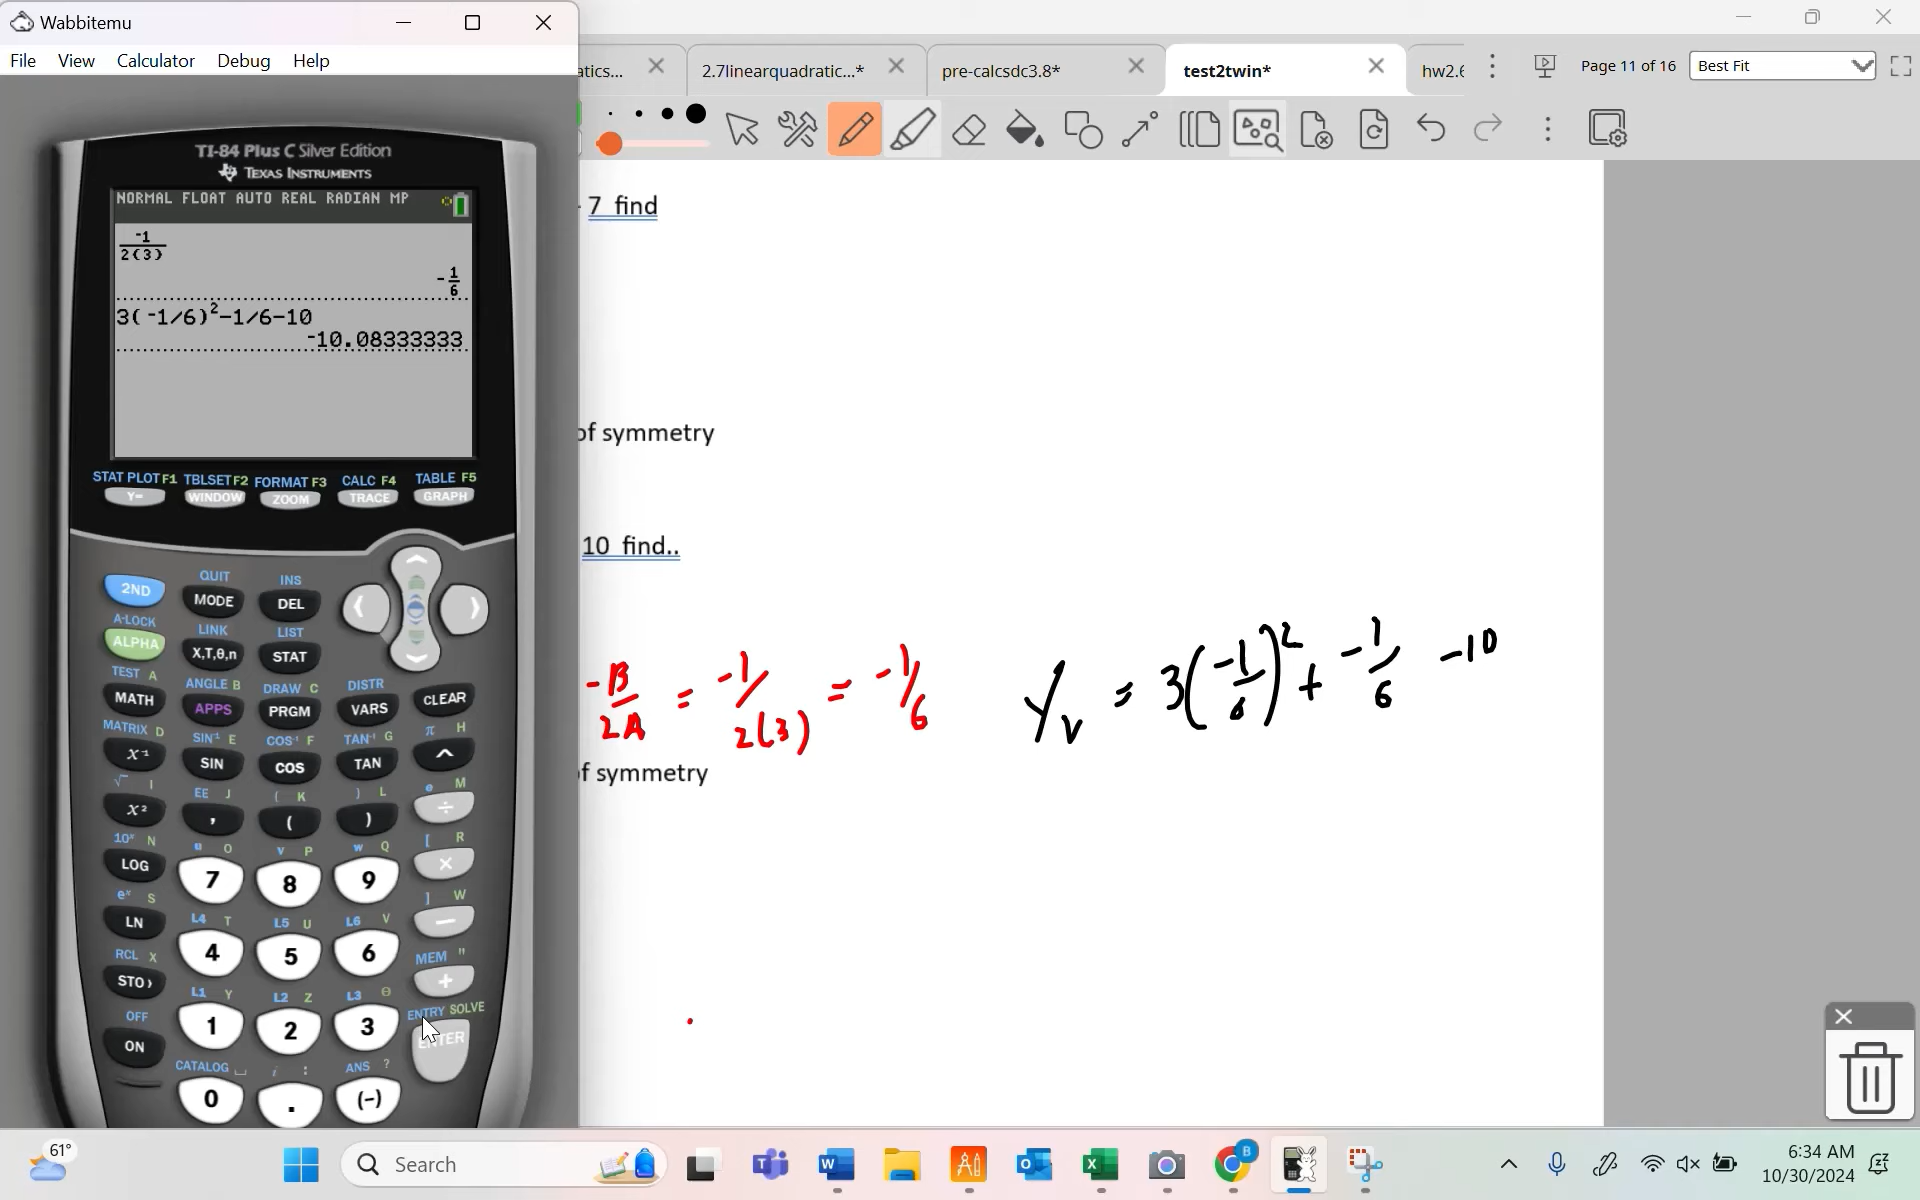 Wabbitemu
File View Calculator Debug Help
atics... 2.7linearquadratic...* pre-calcsdc3.8* test2twin* hw2.6
Page 11 of 16 Best Fit
TI-84 Plus C Silver Edition
TEXAS INSTRUMENTS
NORMAL FLOAT AUTO REAL RADIAN MP
-1/2(3)
-1/6
3(-1/6)²-1/6-10
-10.08333333
STAT PLOT F1 TBLSET F2 FORMAT F3 CALC F4 TABLE F5
Y= WINDOW ZOOM TRACE GRAPH
QUIT INS
2ND MODE DEL
A-LOCK LINK LIST
ALPHA X,T,θ,n STAT
TEST A ANGLE B DRAW C DISTR
MATH APPS PRGM VARS CLEAR
MATRIX D SIN⁻¹ E COS⁻¹ F TAN⁻¹ G π H
X⁻¹ SIN COS TAN ^
√ I EE J ( K ) L e M
X² , ( ) ÷
10ˣ N u O v P w Q [ R
LOG 7 8 9 ×
eˣ S L4 T L5 U L6 V ] W
LN 4 5 6 −
RCL X L1 Y L2 Z L3 θ MEM "
STO› 1 2 3 +
OFF ENTRY SOLVE
ON ENTER
CATALOG ⎵ i : ANS ?
0 . (-)
7 find
of symmetry
10 find..
-B/2A = -1/2(3) = -1/6
Yv = 3(-1/6)² + -1/6 -10
f symmetry
61°
Search
6:34 AM
10/30/2024